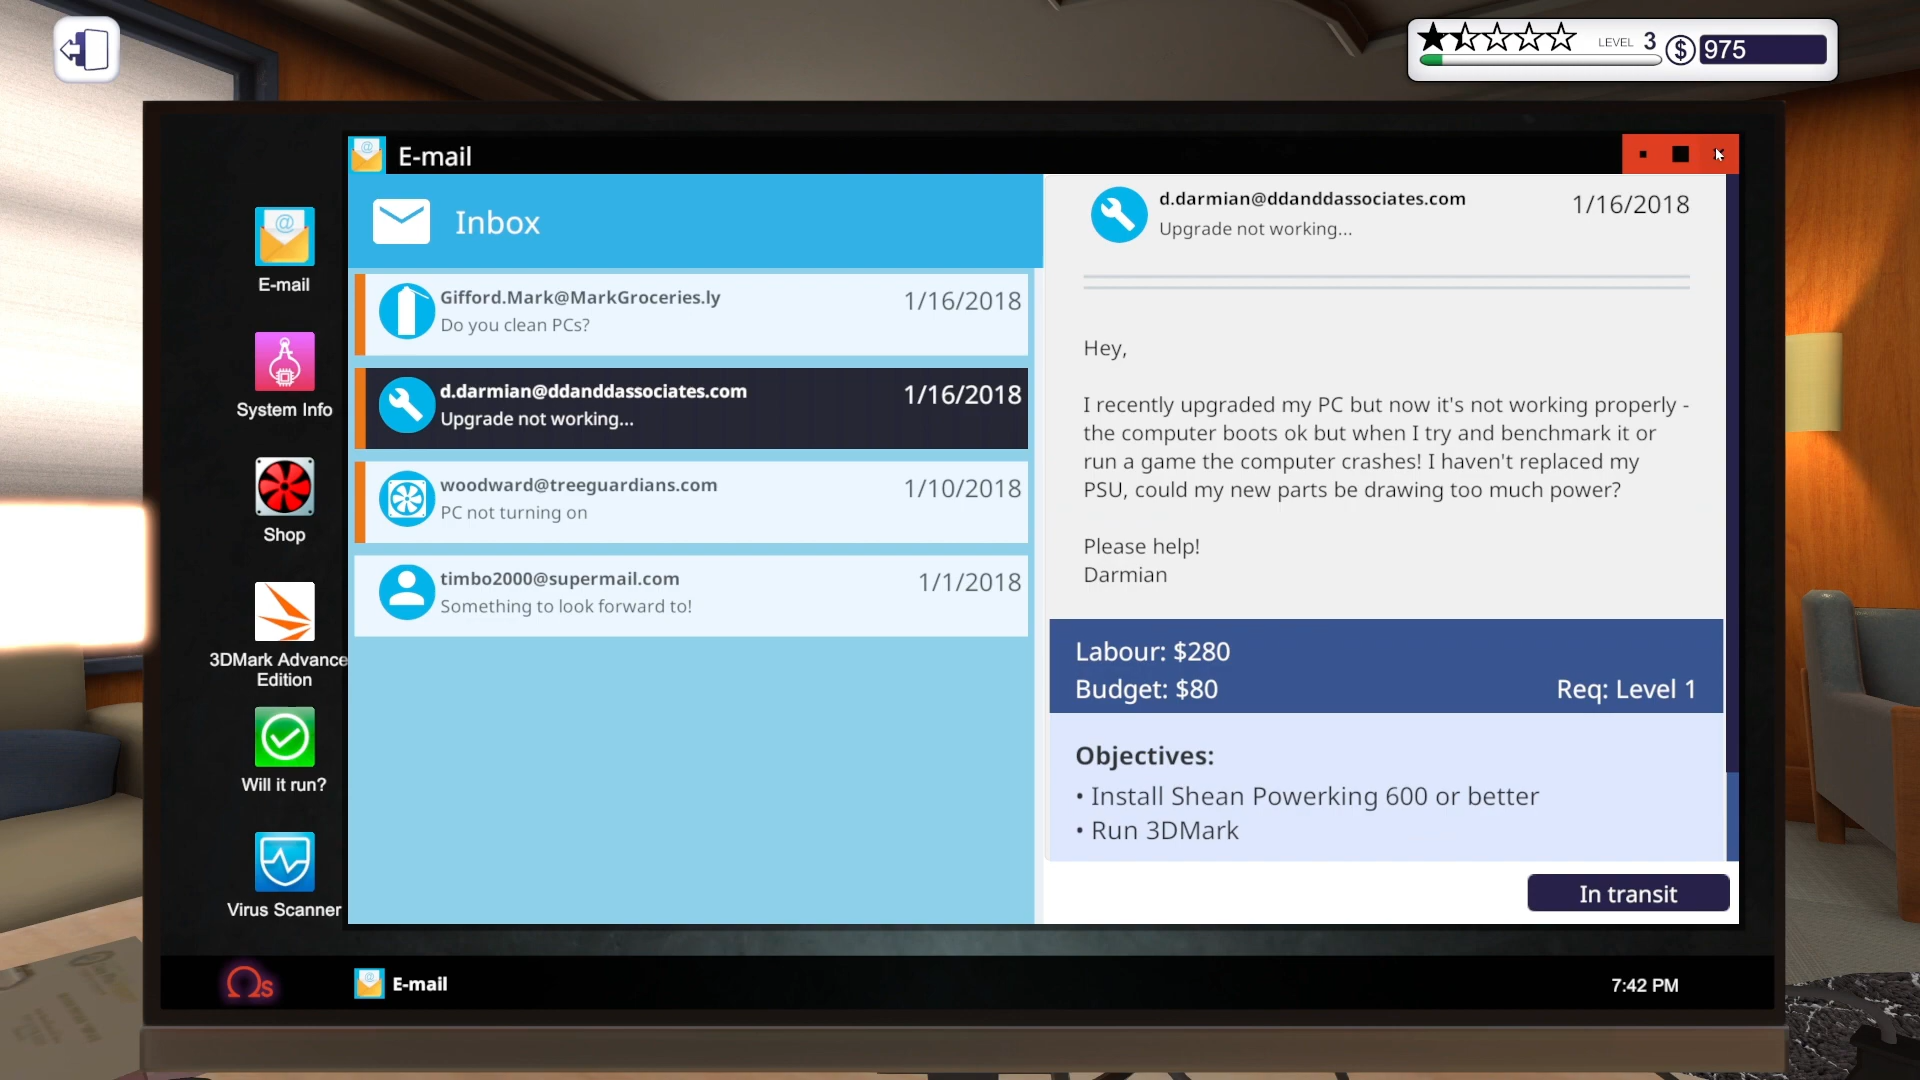 LEVEL 3
$ 975
E-mail
E-mail
System Info
Shop
3DMark Advance
Edition
Will it run?
Virus Scanner
Inbox
Gifford.Mark@MarkGroceries.ly
1/16/2018
Do you clean PCs?
d.darmian@ddanddassociates.com
1/16/2018
Upgrade not working...
woodward@treeguardians.com
1/10/2018
PC not turning on
timbo2000@supermail.com
1/1/2018
Something to look forward to!
d.darmian@ddanddassociates.com
1/16/2018
Upgrade not working...
Hey,
I recently upgraded my PC but now it's not working properly -
the computer boots ok but when I try and benchmark it or
run a game the computer crashes! I haven't replaced my
PSU, could my new parts be drawing too much power?
Please help!
Darmian
Labour: $280
Budget: $80
Req: Level 1
Objectives:
• Install Shean Powerking 600 or better
• Run 3DMark
In transit
Ωs
E-mail
7:42 PM